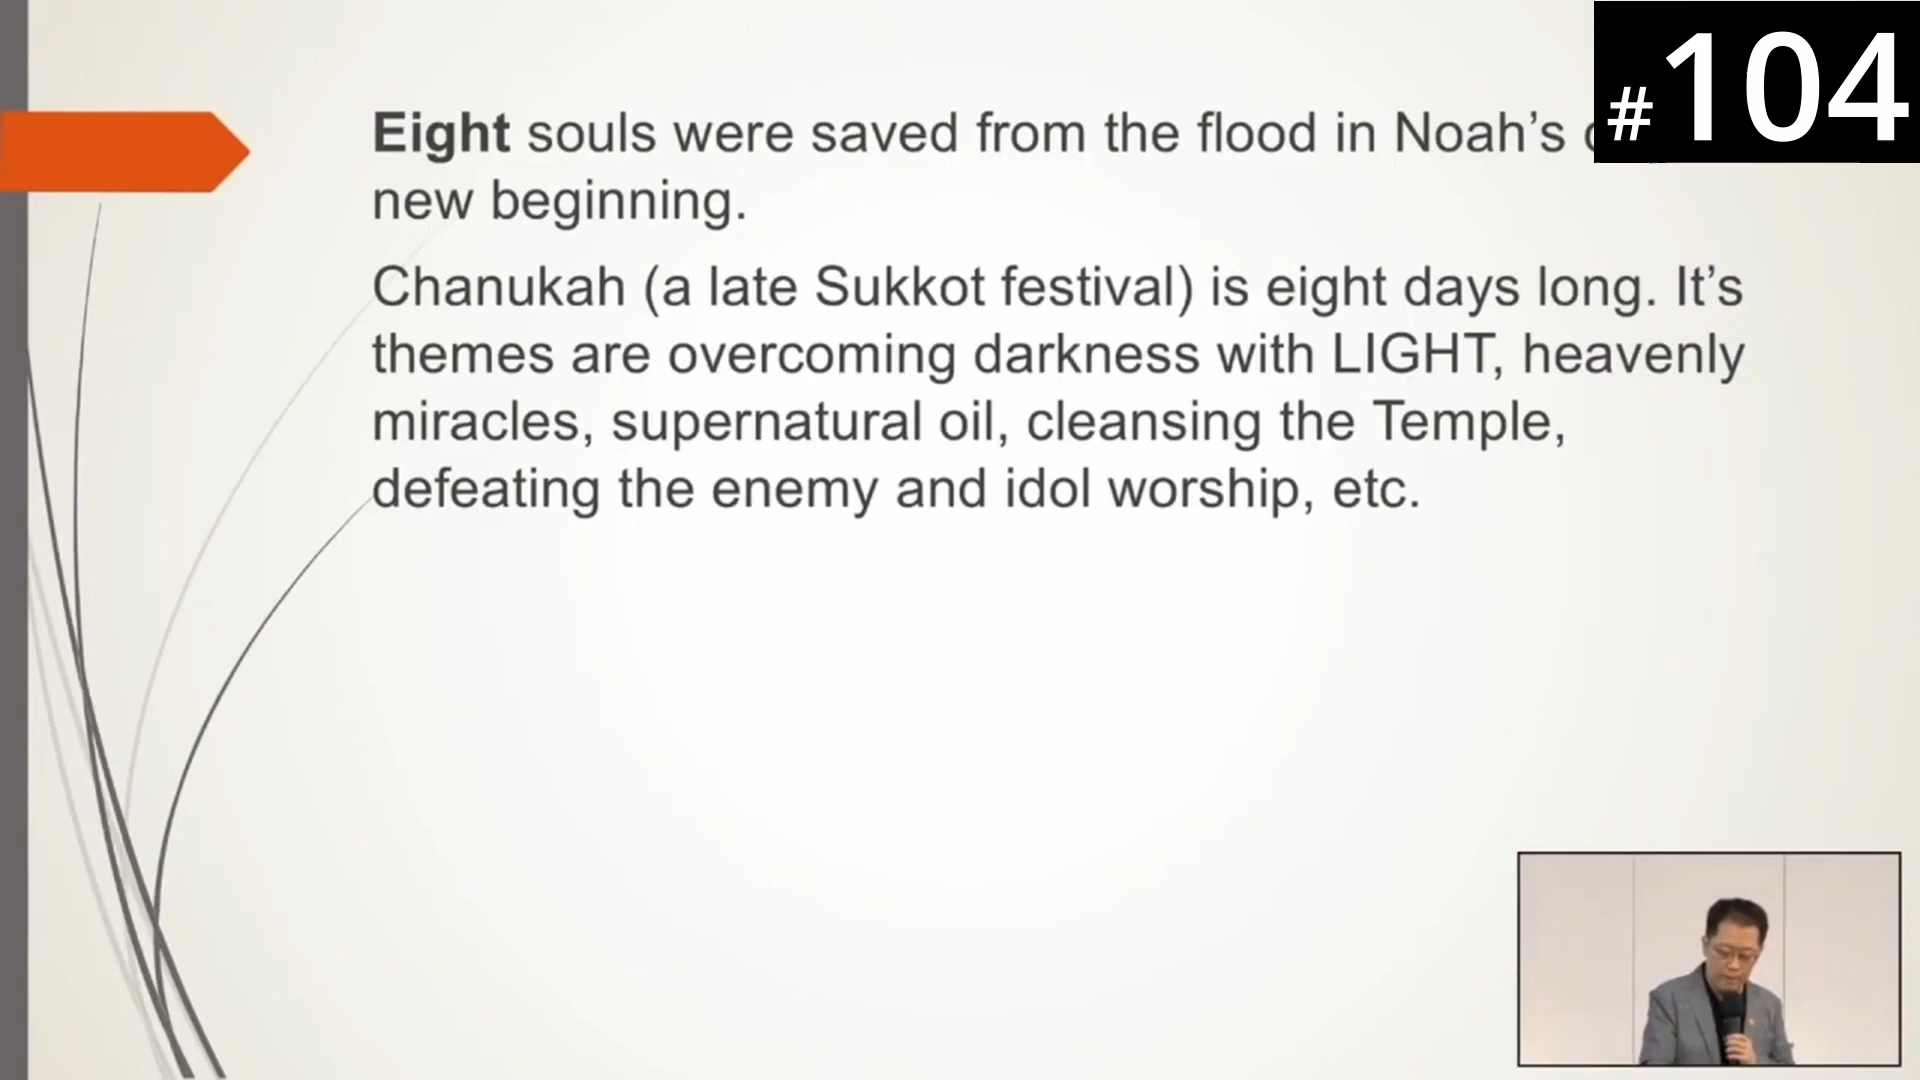 #104
Eight souls were saved from the flood in Noah’s
new beginning.
Chanukah (a late Sukkot festival) is eight days long. It’s
themes are overcoming darkness with LIGHT, heavenly
miracles, supernatural oil, cleansing the Temple,
defeating the enemy and idol worship, etc.